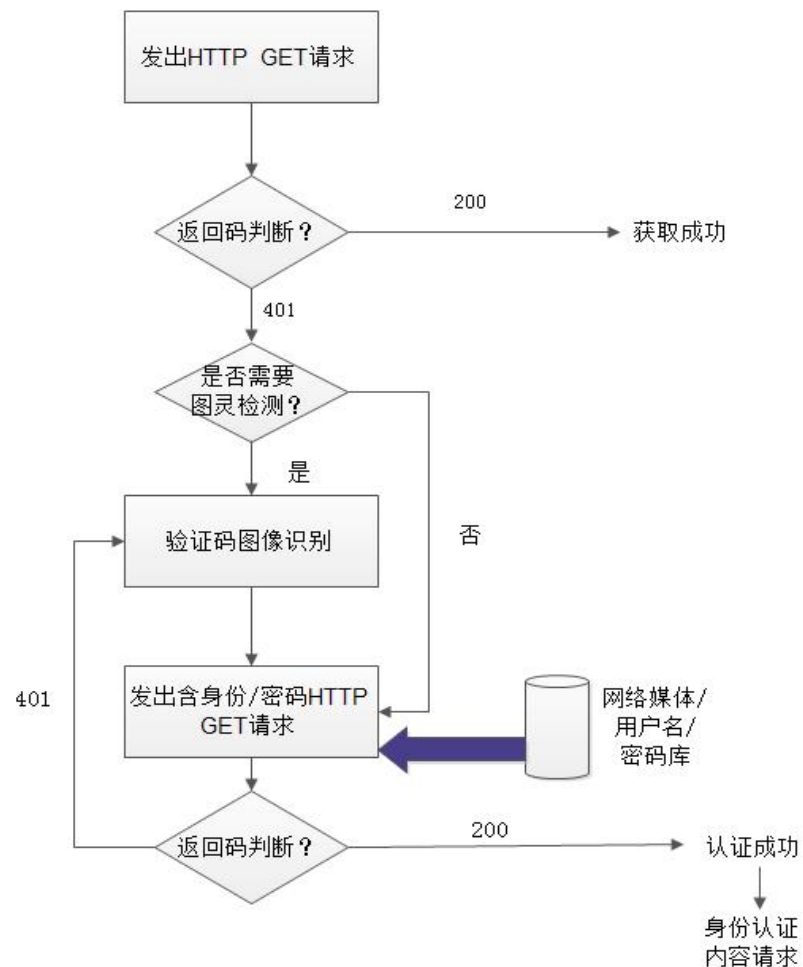 发出HTTP GET请求
返回码判断？
200
获取成功
401
是否需要
图灵检测？
是
否
验证码图像识别
401
发出含身份/密码HTTP
GET请求
网络媒体/
用户名/
密码库
返回码判断？
200
认证成功
身份认证
内容请求